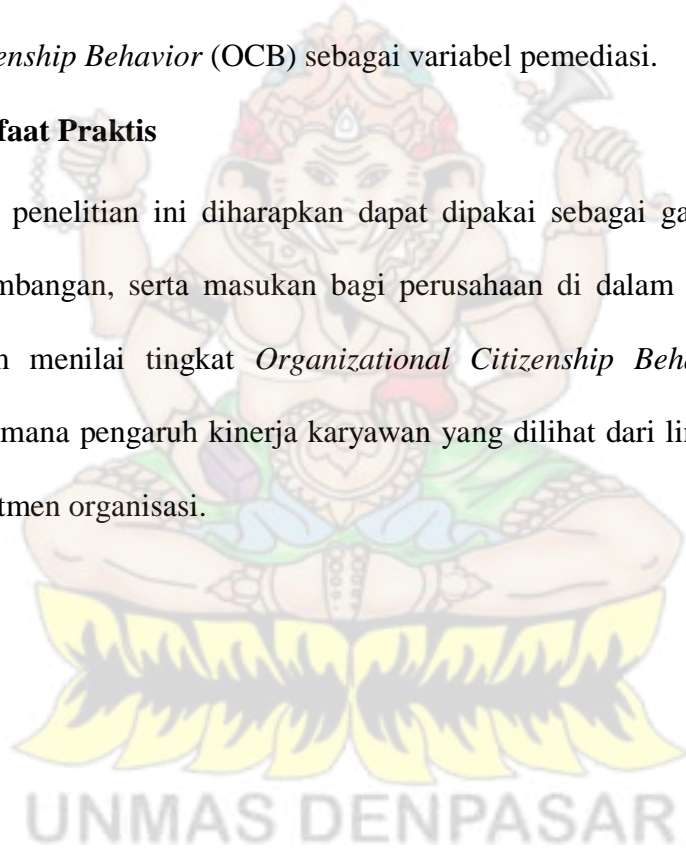 enship Behavior (OCB) sebagai variabel pemediasi.
faat Praktis
penelitian ini diharapkan dapat dipakai sebagai ga
mbangan, serta masukan bagi perusahaan di dalam
menilai tingkat Organizational Citizenship Beh
mana pengaruh kinerja karyawan yang dilihat dari lin
tmen organisasi.
UNMAS DENPASAR